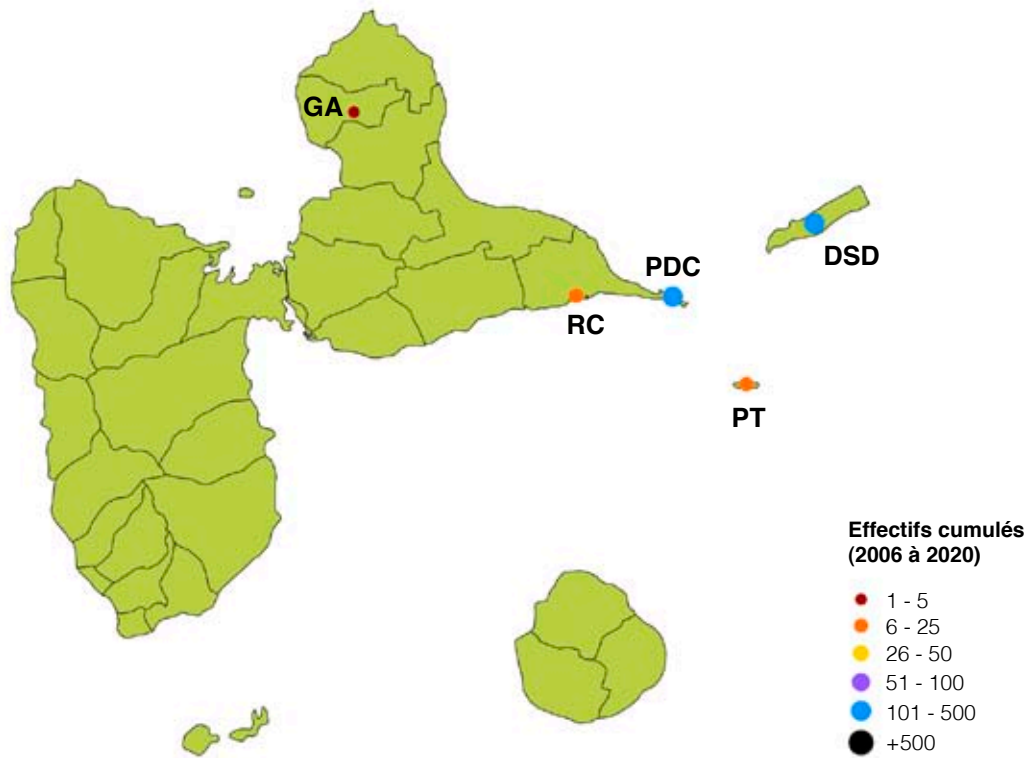 GA
PDC
DSD
RC
PT
Effectifs cumulés
(2006 à 2020)
1 - 5
6 - 25
26 - 50
51 - 100
101 - 500
+500